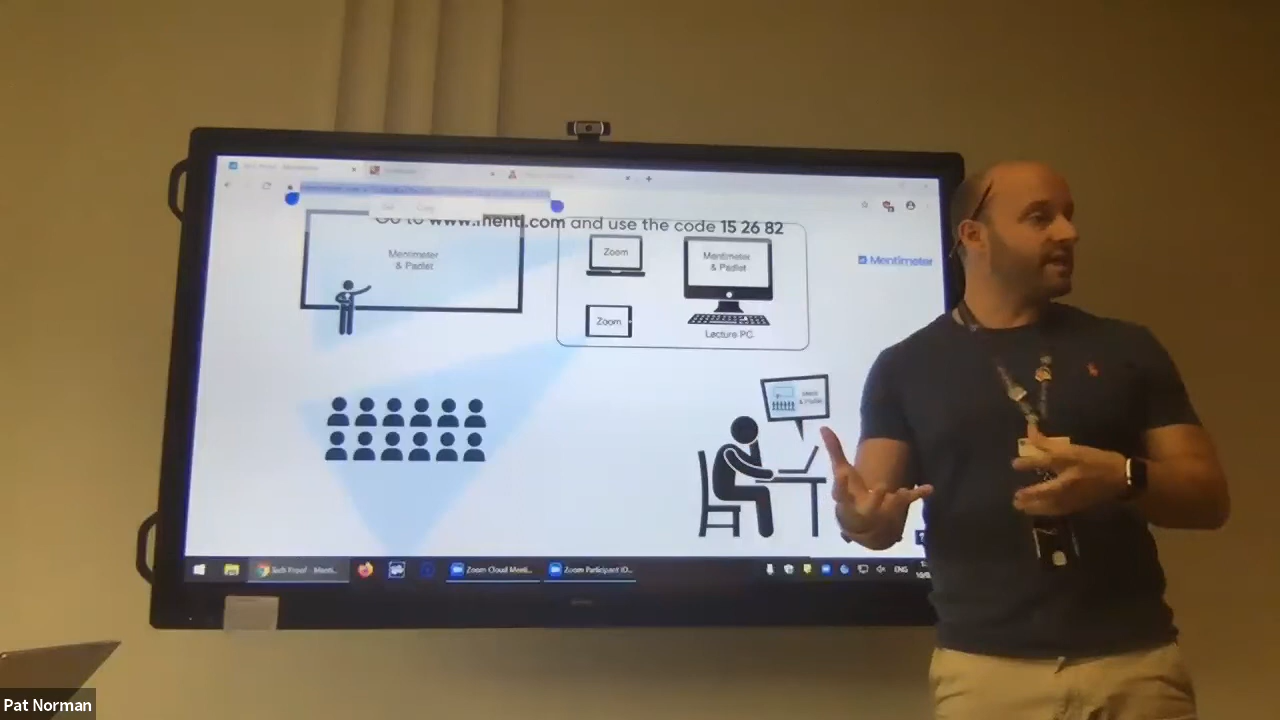 Go to www.menti.com and use the code 15 26 82
Mentimeter
& Padlet
Zoom
Mentimeter
& Padlet
Mentimeter
Zoom
Lecture PC
& Padlet
Zoom Cloud Meeti...
Zoom Participant ID...
ENG
Pat Norman